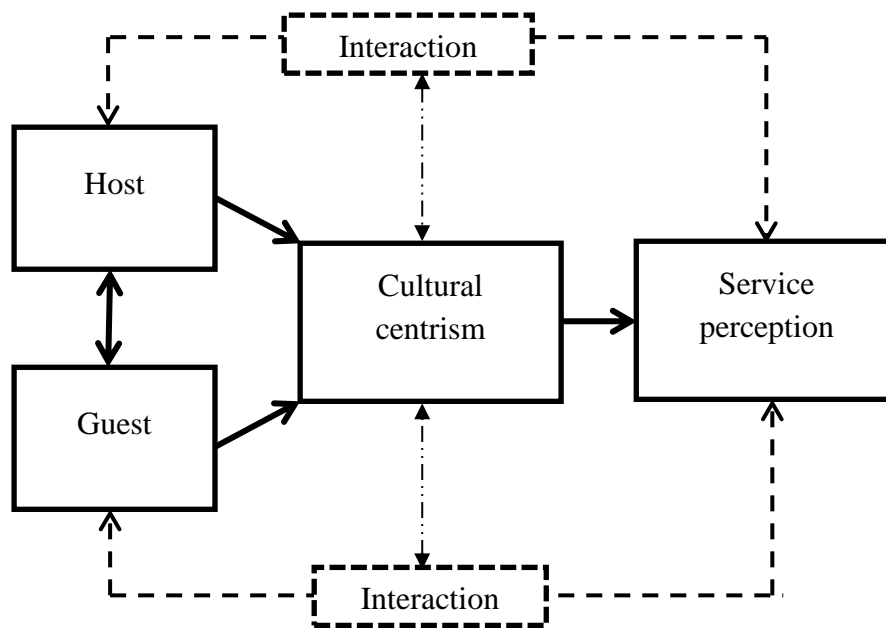 Interaction
Host
Cultural
centrism
Service
perception
Guest
Interaction